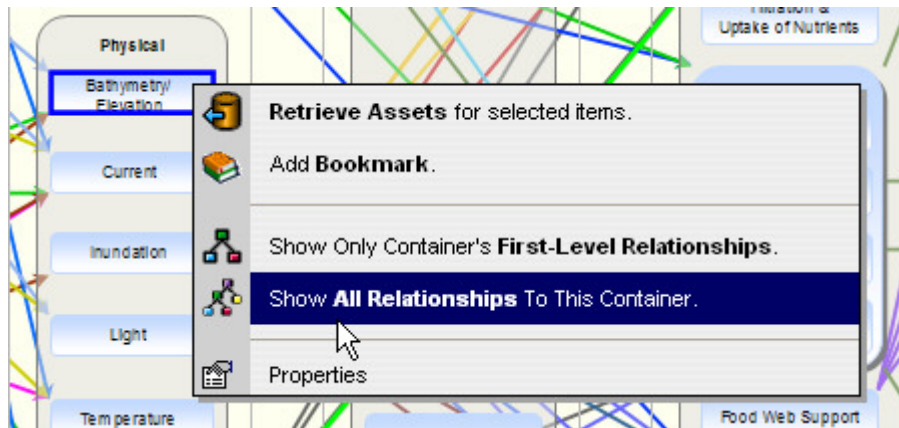 Filtration &
Uptake of Nutrients
Physical
Bathymetry/
Elevation
Current
Inundation
Light
Temperature
Retrieve Assets for selected items.
Add Bookmark.
Show Only Container's First-Level Relationships.
Show All Relationships To This Container.
Properties
Food Web Support